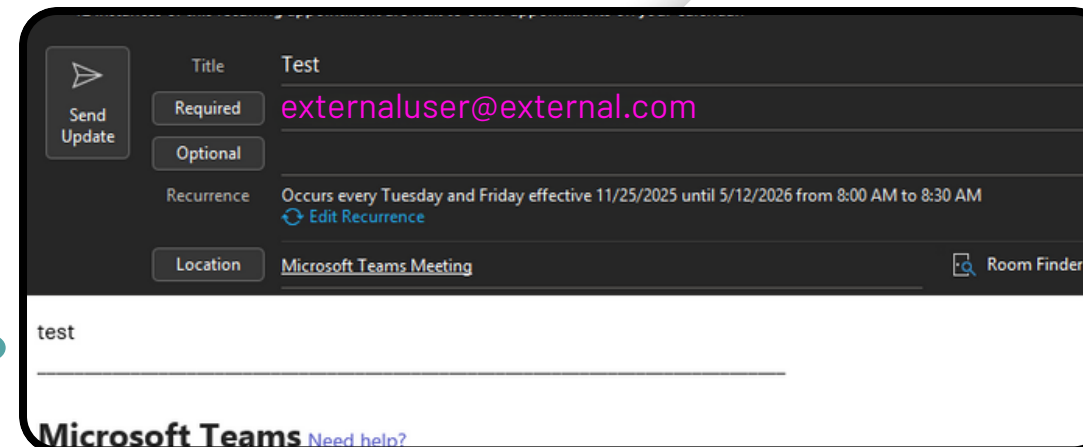 Title Test
Send Update
Required externaluser@external.com
Optional
Recurrence Occurs every Tuesday and Friday effective 11/25/2025 until 5/12/2026 from 8:00 AM to 8:30 AM
Edit Recurrence
Location Microsoft Teams Meeting Room Finder
test
Microsoft Teams Need help?